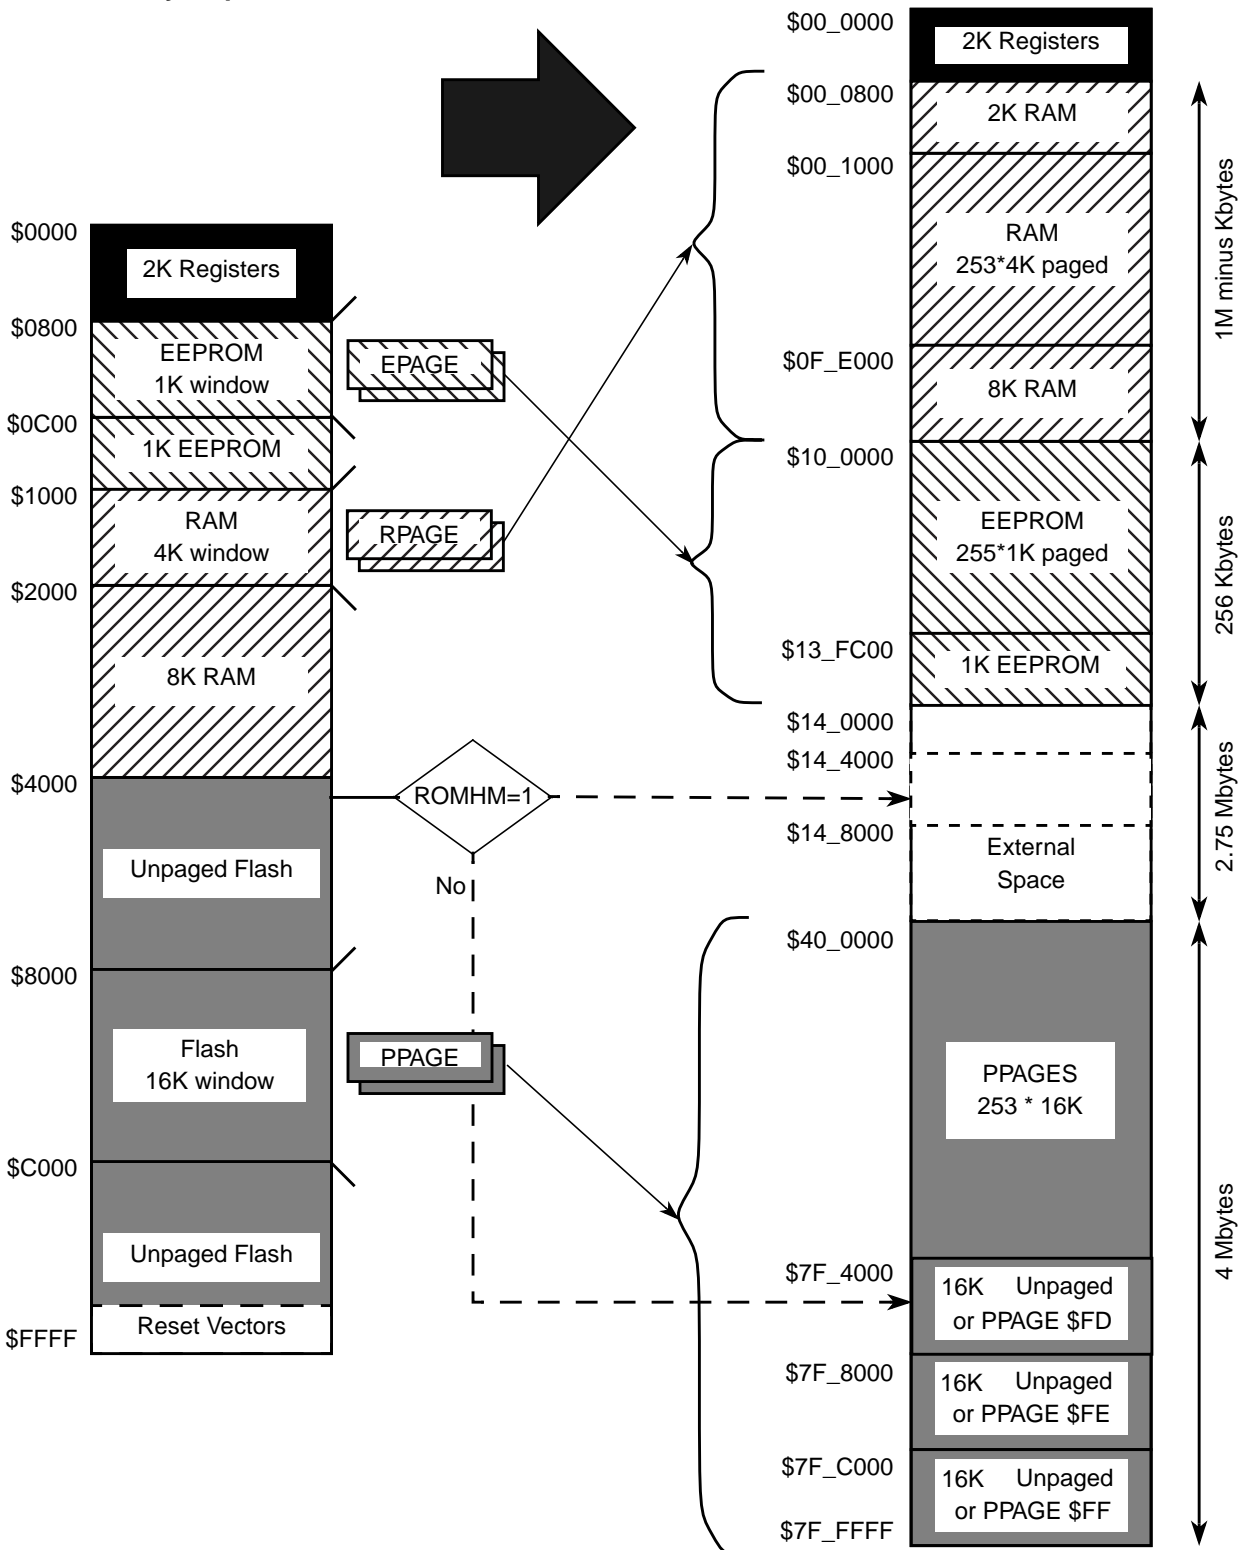 $0000
2K Registers
$0800
EEPROM
1K window
$0C00
1K EEPROM
$1000
RAM
4K window
$2000
8K RAM
$4000
Unpaged Flash
$8000
Flash
16K window
$C000
Unpaged Flash
Reset Vectors
$FFFF
EPAGE
RPAGE
ROMHM=1
No
PPAGE
$00_0000
2K Registers
$00_0800
2K RAM
$00_1000
RAM
253*4K paged
$0F_E000
8K RAM
$10_0000
EEPROM
255*1K paged
$13_FC00
1K EEPROM
$14_0000
$14_4000
$14_8000
External
Space
$40_0000
PPAGES
253 * 16K
$7F_4000
16K Unpaged
or PPAGE $FD
$7F_8000
16K Unpaged
or PPAGE $FE
$7F_C000
16K Unpaged
or PPAGE $FF
$7F_FFFF
1M minus Kbytes
256 Kbytes
2.75 Mbytes
4 Mbytes